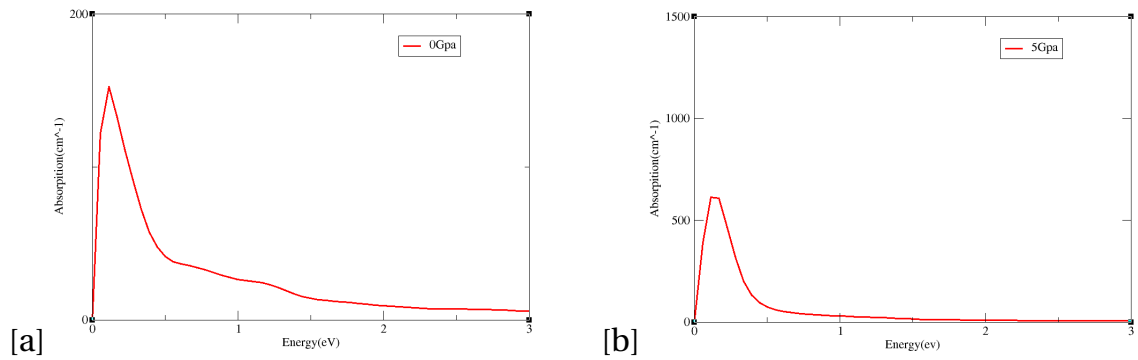 200
0Gpa
Absorpition(cm^-1)
0
0
1
2
3
Energy(eV)
[a]
1500
5Gpa
1000
Absorpition(cm^-1)
500
0
0
1
2
3
Energy(ev)
[b]